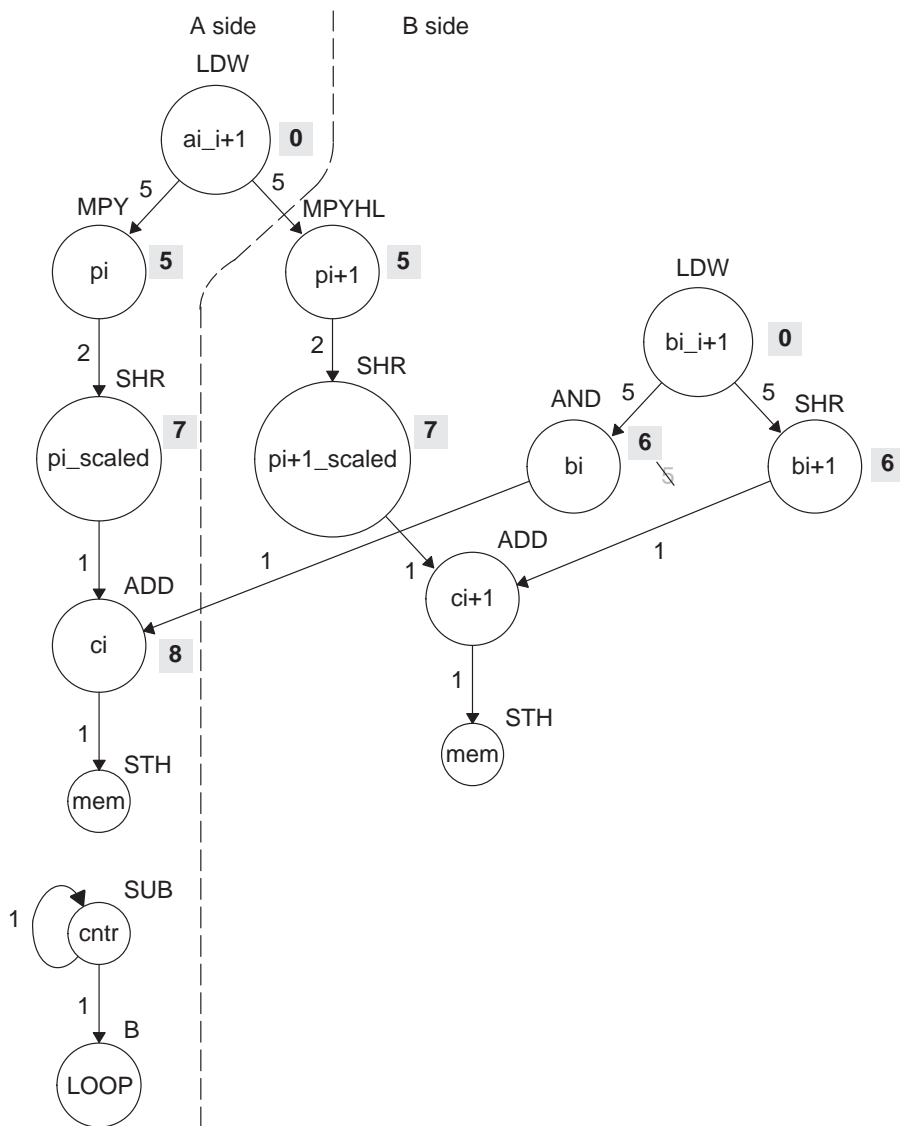 A side B side
LDW
ai_i+1 0
5 5
MPY MPYHL
pi 5 pi+1 5
LDW
bi_i+1 0
2 2
SHR SHR
5 5
AND SHR
pi_scaled 7 pi+1_scaled 7
bi 6 bi+1 6
5
1 1 1 1
ADD ADD
ci 8 ci+1
1 1
STH STH
mem mem
SUB
1 cntr
1
B
LOOP